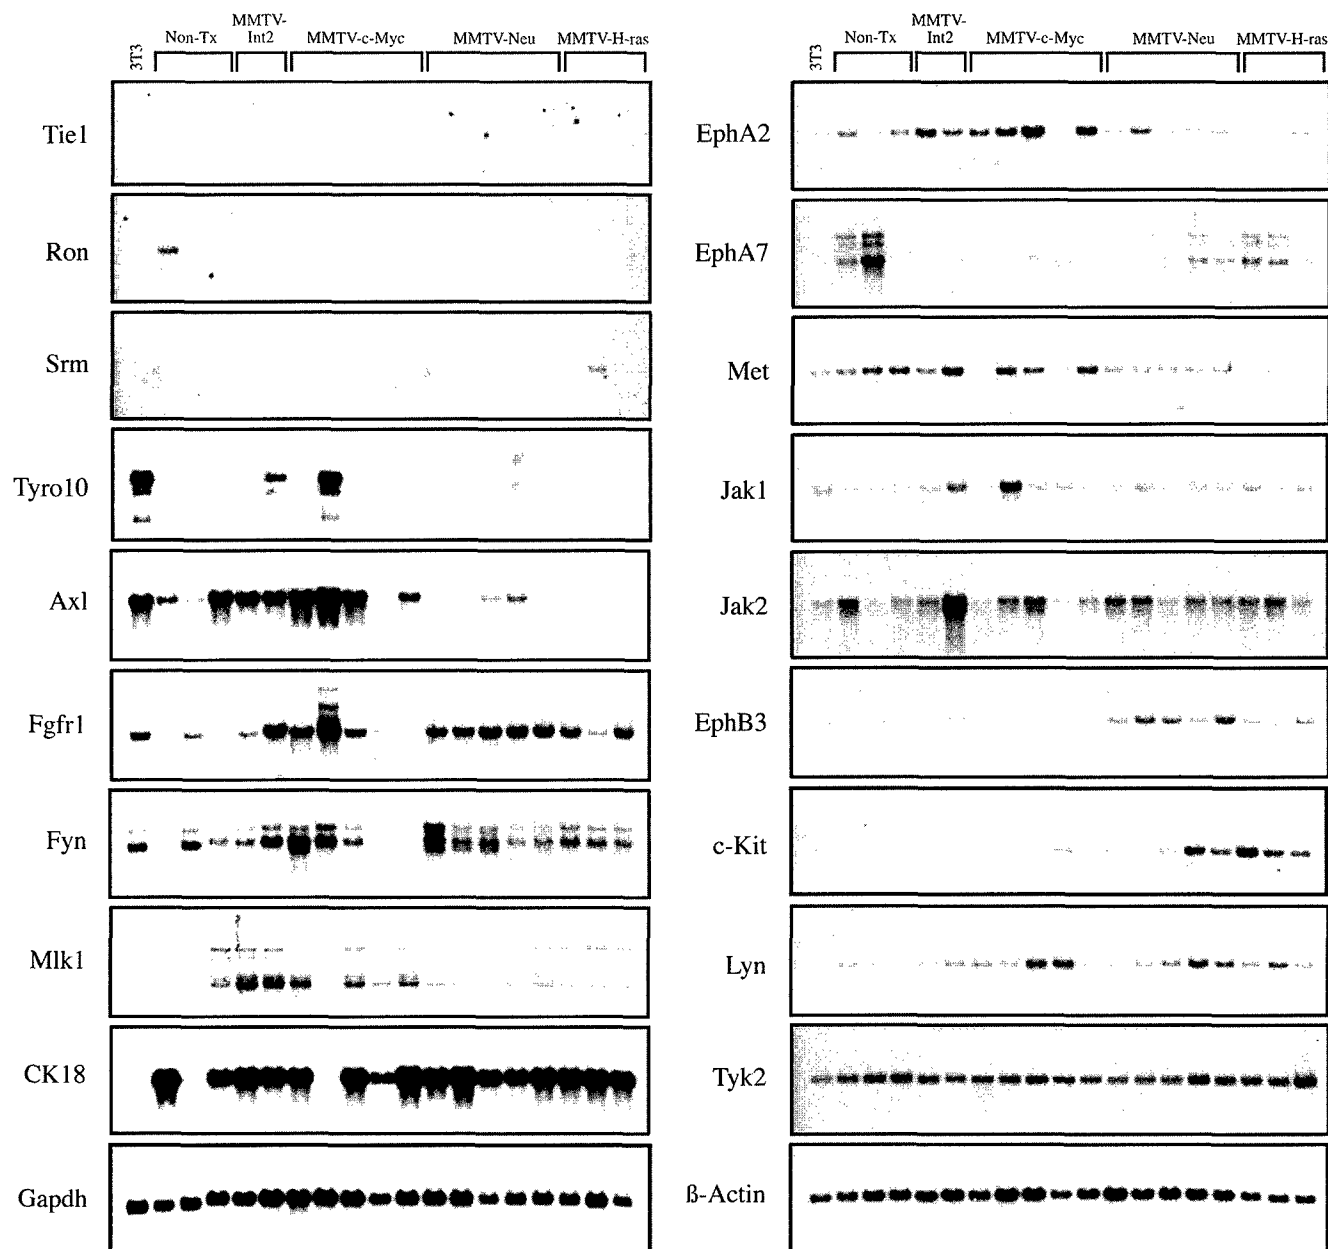 3T3
Non-Tx
MMTV-
Int2
MMTV-c-Myc
MMTV-Neu
MMTV-H-ras
Tie1
Ron
Srm
Tyro10
Axl
Fgfr1
Fyn
Mlk1
CK18
Gapdh
3T3
Non-Tx
MMTV-
Int2
MMTV-c-Myc
MMTV-Neu
MMTV-H-ras
EphA2
EphA7
Met
Jak1
Jak2
EphB3
c-Kit
Lyn
Tyk2
ß-Actin